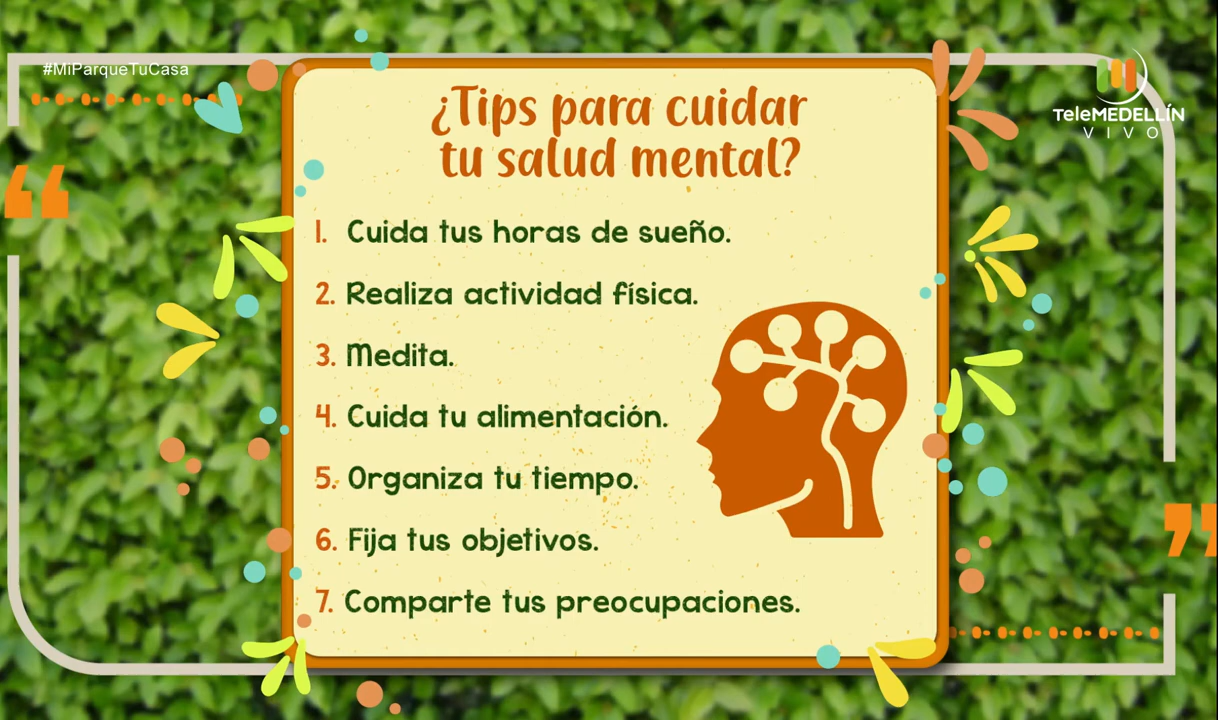 #MiParqueTuCasa
TeleMEDELLÍN
VIVO
¿Tips para cuidar
tu salud mental?
1. Cuida tus horas de sueño.
2. Realiza actividad física.
3. Medita.
4. Cuida tu alimentación.
5. Organiza tu tiempo.
6. Fija tus objetivos.
7. Comparte tus preocupaciones.